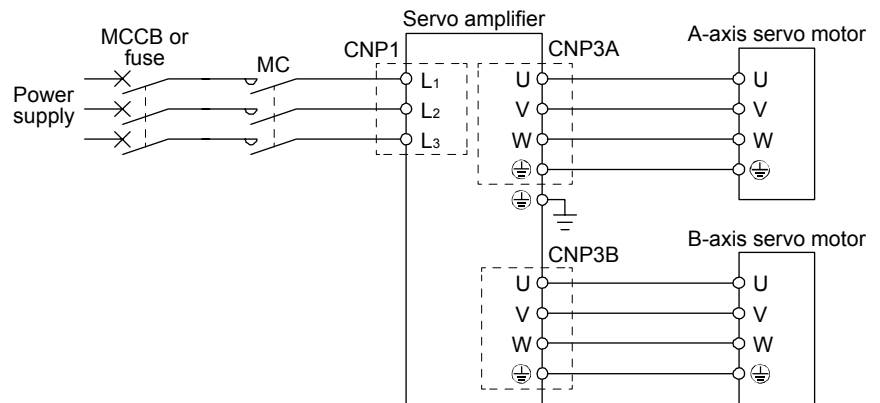 Servo amplifier
MCCB or
fuse
MC
CNP1
CNP3A
A-axis servo motor
Power
supply
L1
L2
L3
U
V
W
U
V
W
CNP3B
B-axis servo motor
U
V
W
U
V
W